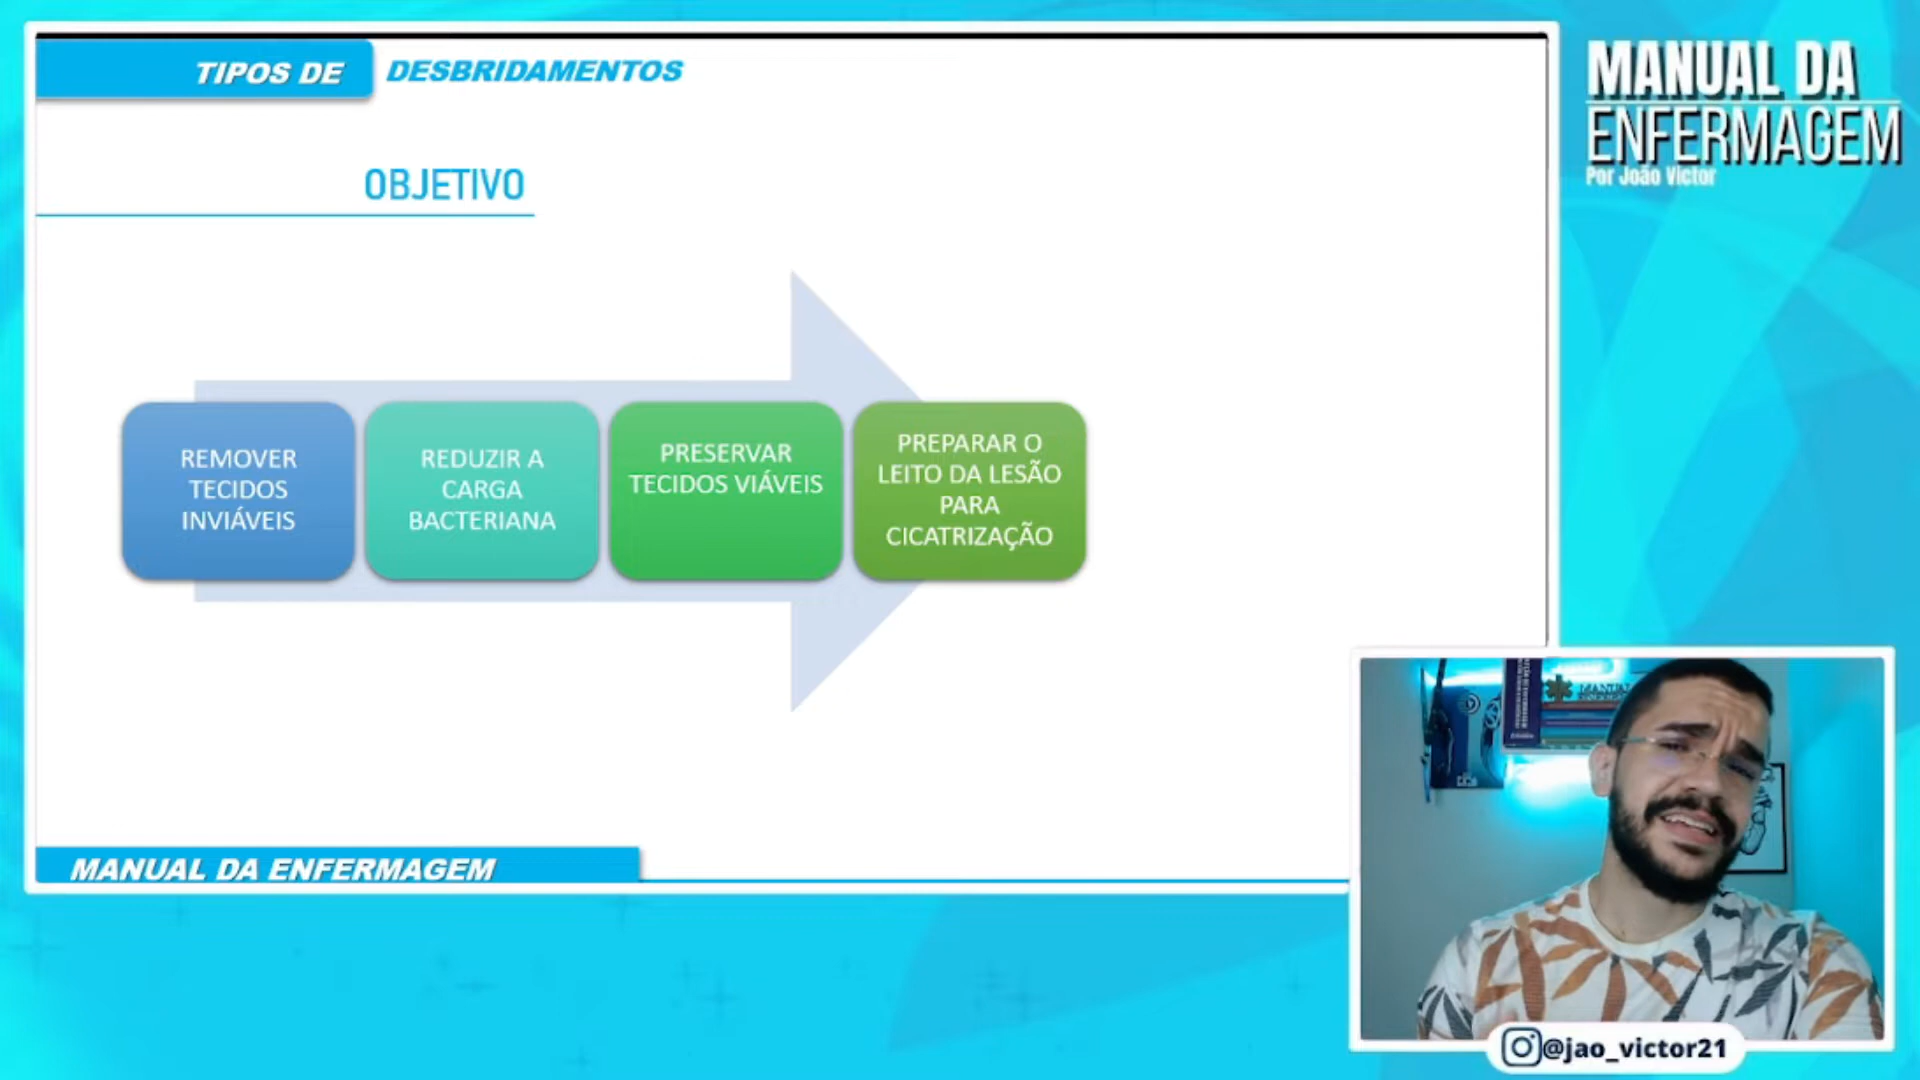 TIPOS DE DESBRIDAMENTOS
MANUAL DA
ENFERMAGEM
Por João Victor
OBJETIVO
REMOVER
TECIDOS
INVIÁVEIS
REDUZIR A
CARGA
BACTERIANA
PRESERVAR
TECIDOS VIÁVEIS
PREPARAR O
LEITO DA LESÃO
PARA
CICATRIZAÇÃO
MANUAL DA ENFERMAGEM
@jao_victor21